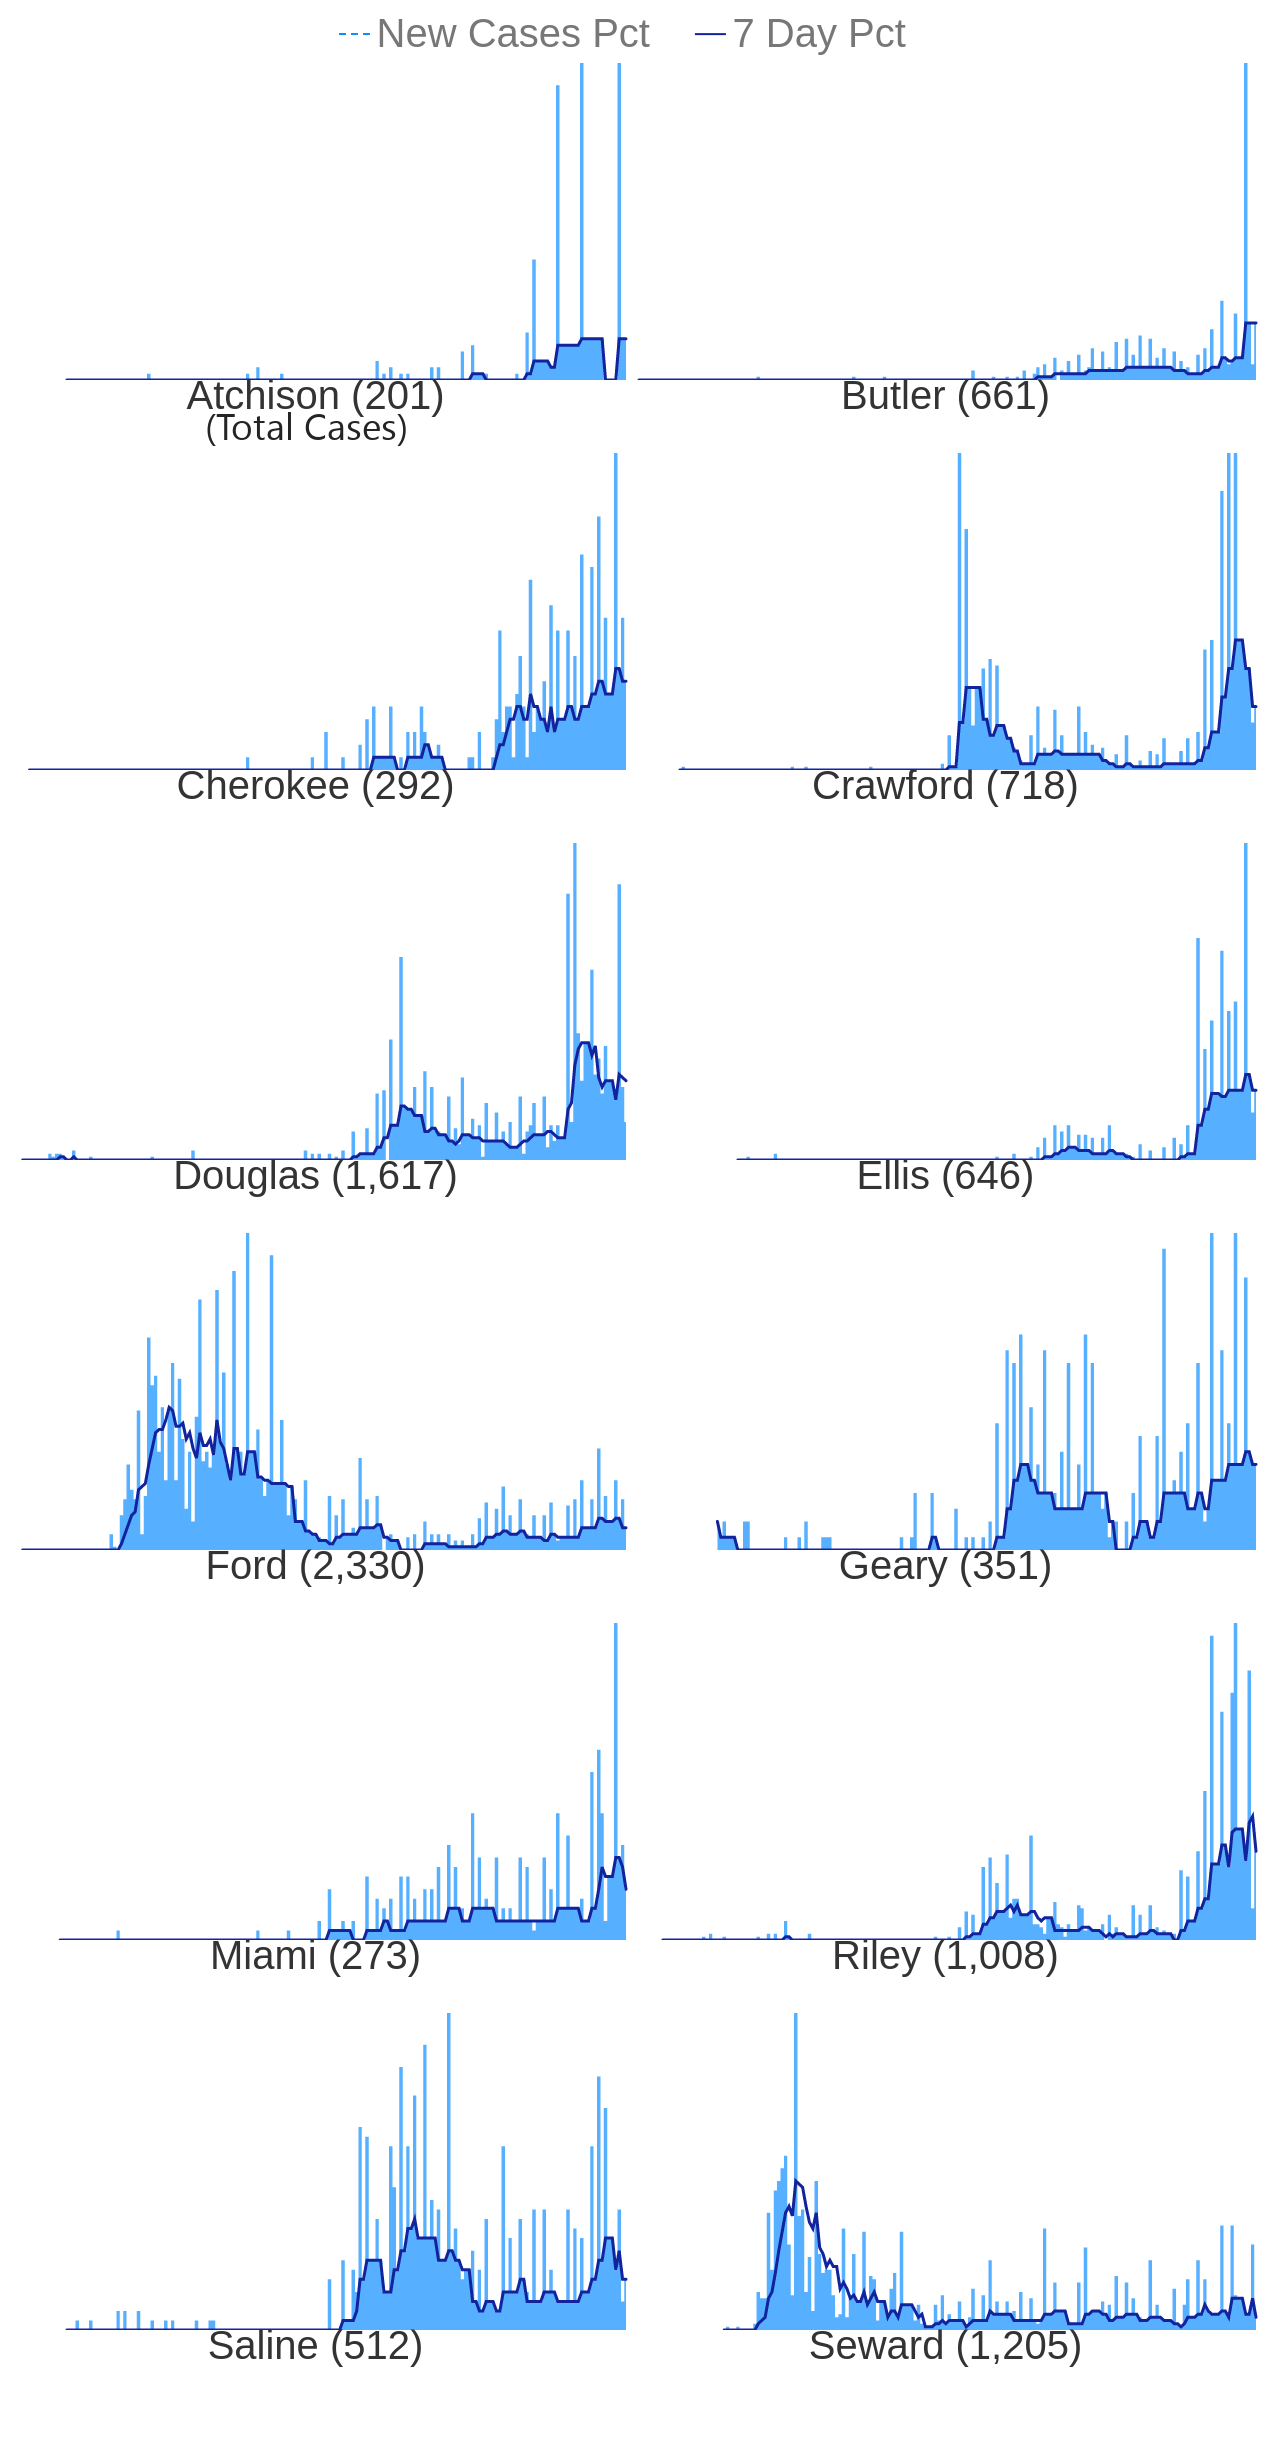 New Cases Pct 7 Day Pct
Atchison (201) Butler (661)
(Total Cases)
Cherokee (292) Crawford (718)
Douglas (1,617) Ellis (646)
Ford (2,330) Geary (351)
Miami (273) Riley (1,008)
Saline (512) Seward (1,205)